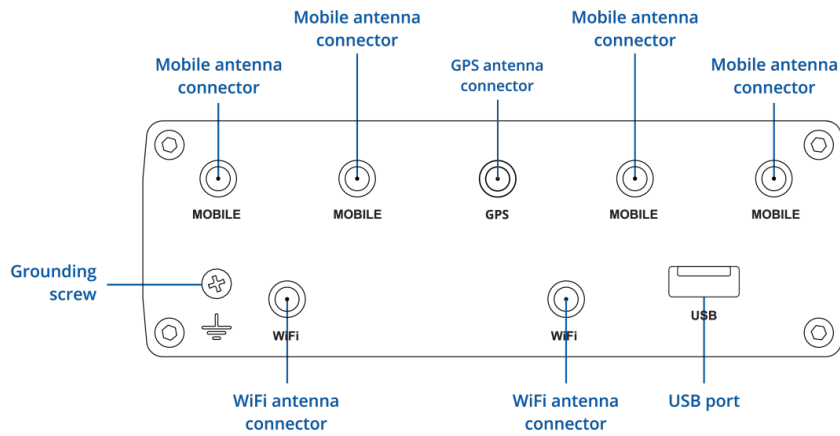 Mobile antenna
connector
Mobile antenna
connector
Mobile antenna
connector
GPS antenna
connector
Mobile antenna
connector
MOBILE
MOBILE
GPS
MOBILE
MOBILE
Grounding
screw
WiFi
WiFi
USB
WiFi antenna
connector
WiFi antenna
connector
USB port